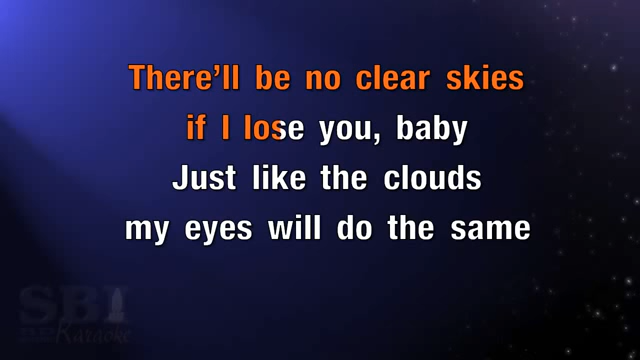 There'll be no clear skies
if I lose you, baby
Just like the clouds
my eyes will do the same
SBI
Karaoke